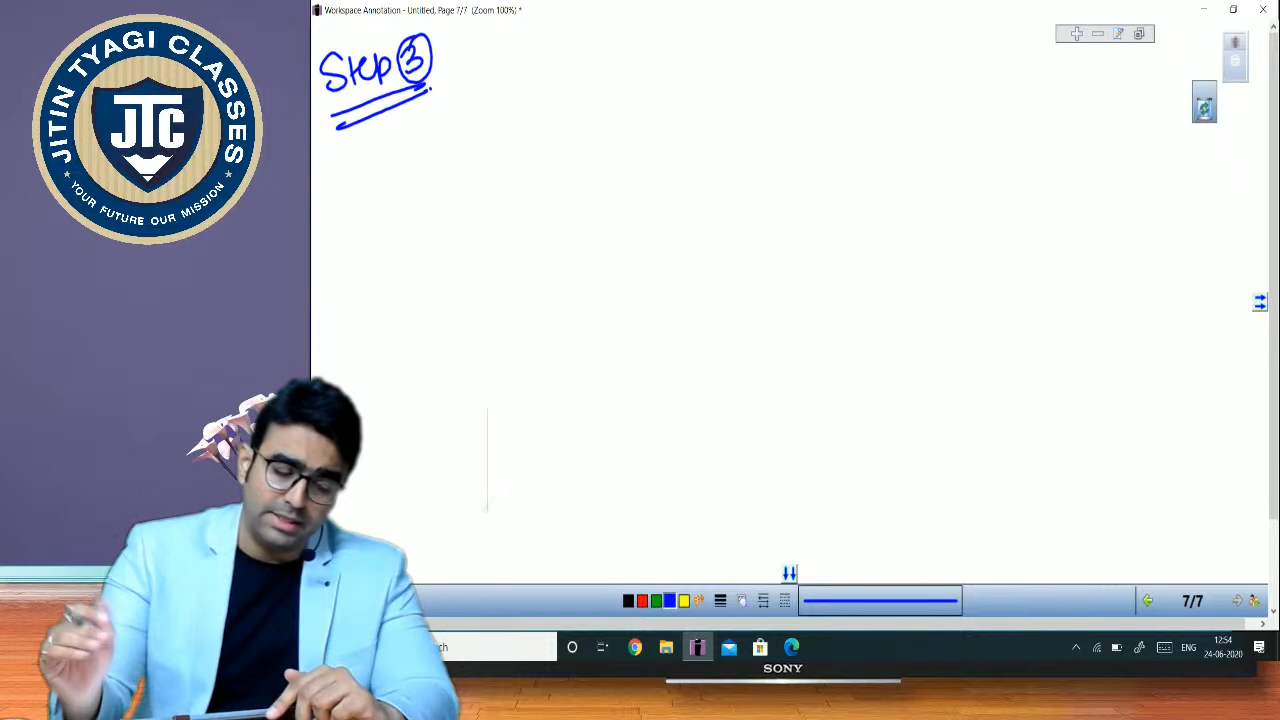 Workspace Annotation - Untitled, Page 7/7 (Zoom 100%) *
JITIN TYAGI CLASSES
JTC
YOUR FUTURE OUR MISSION
Step 3
7/7
ch
ENG
12:54
24-06-2020
SONY